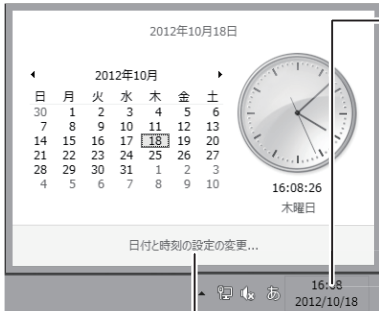 2012年10月18日
2012年10月
日 月 火 水 木 金 土
30 1 2 3 4 5 6
7 8 9 10 11 12 13
14 15 16 17 18 19 20
21 22 23 24 25 26 27
28 29 30 31 1 2 3
4 5 6 7 8 9 10
16:08:26
木曜日
日付と時刻の設定の変更...
あ
16:08
2012/10/18